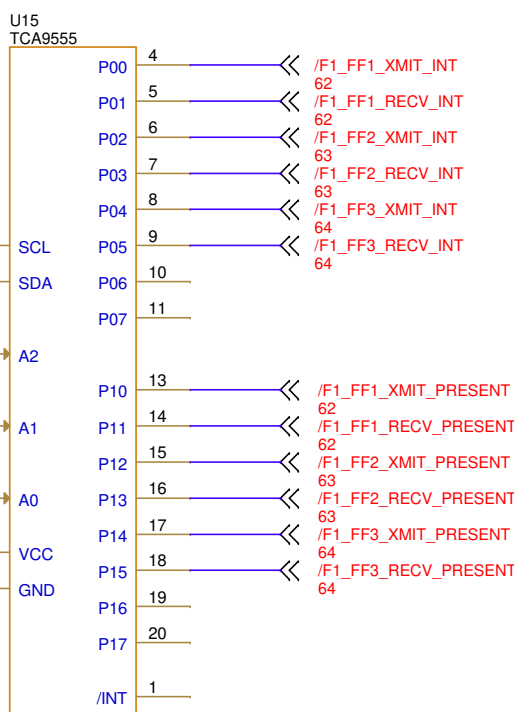 U15
TCA9555
P00 4 /F1_FF1_XMIT_INT
62
P01 5 /F1_FF1_RECV_INT
62
P02 6 /F1_FF2_XMIT_INT
63
P03 7 /F1_FF2_RECV_INT
63
P04 8 /F1_FF3_XMIT_INT
64
SCL P05 9 /F1_FF3_RECV_INT
64
SDA P06 10
P07 11
A2
P10 13 /F1_FF1_XMIT_PRESENT
62
A1 P11 14 /F1_FF1_RECV_PRESENT
62
P12 15 /F1_FF2_XMIT_PRESENT
63
A0 P13 16 /F1_FF2_RECV_PRESENT
63
P14 17 /F1_FF3_XMIT_PRESENT
64
VCC P15 18 /F1_FF3_RECV_PRESENT
64
GND P16 19
P17 20
/INT 1